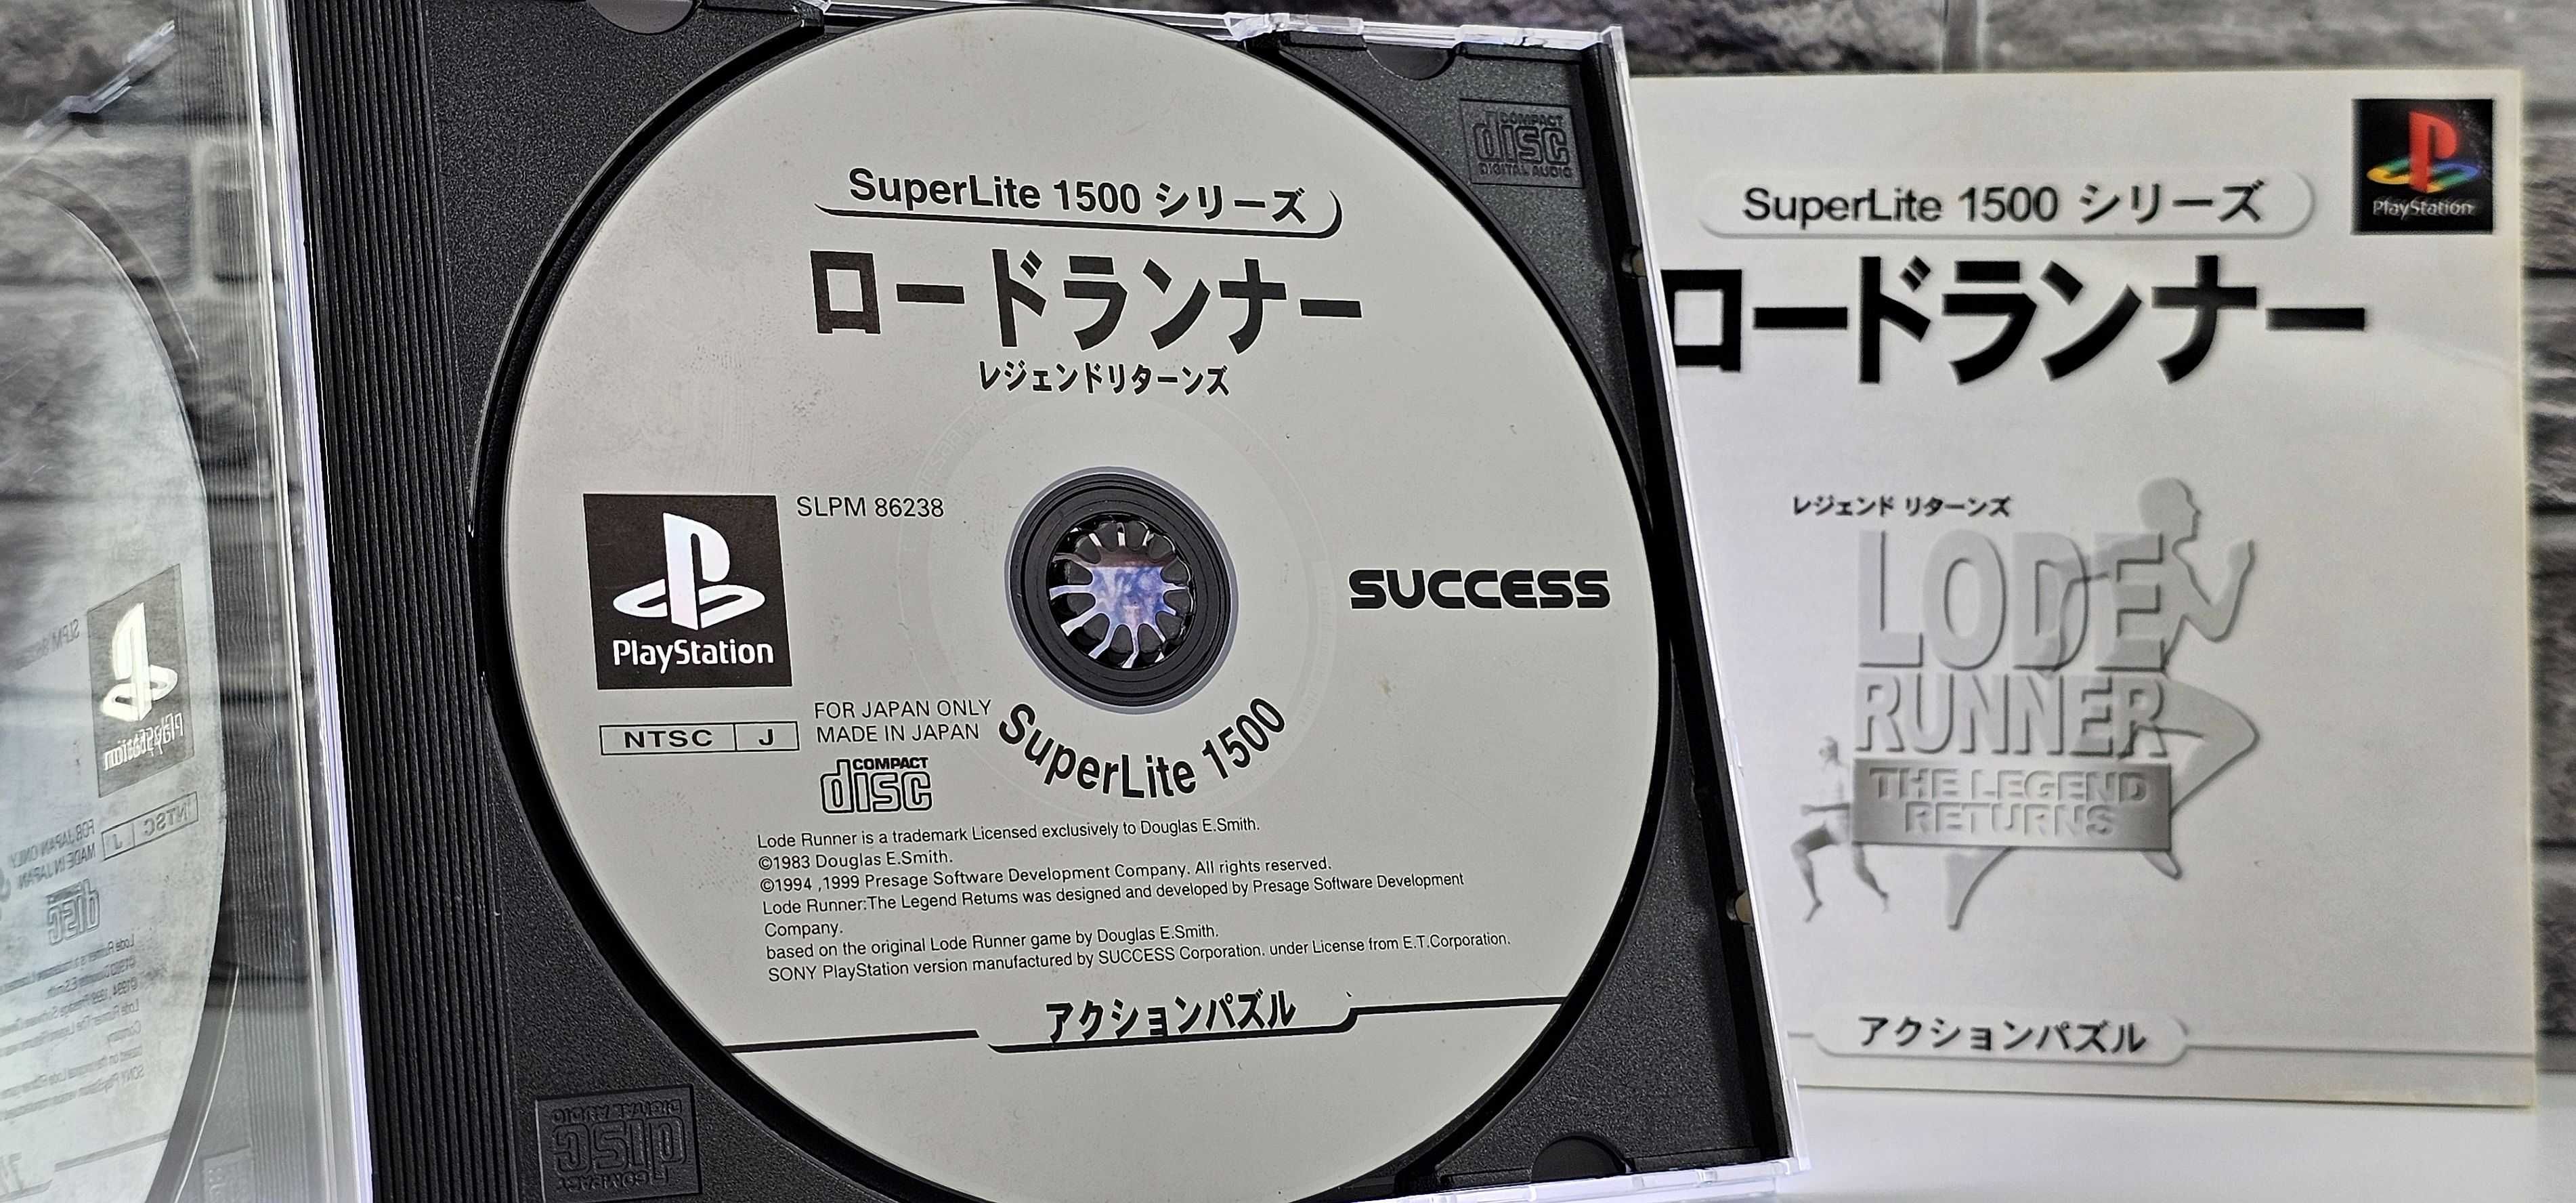 SuperLite 1500 シリーズ
ロードランナー
レジェンドリターンズ
SLPM 86238
PlayStation
SUCCESS
NTSC J
FOR JAPAN ONLY
MADE IN JAPAN
COMPACT
disc
SuperLite 1500
Lode Runner is a trademark Licensed exclusively to Douglas E.Smith.
©1983 Douglas E.Smith.
©1994 ,1999 Presage Software Development Company. All rights reserved.
Lode Runner:The Legend Returns was designed and developed by Presage Software Development
Company.
based on the original Lode Runner game by Douglas E.Smith.
SONY PlayStation version manufactured by SUCCESS Corporation. under License from E.T.Corporation.
アクションパズル
COMPACT
disc
DIGITAL AUDIO
COMPACT
disc
DIGITAL AUDIO
PlayStation
SuperLite 1500 シリーズ
ロードランナー
レジェンド リターンズ
LODE
RUNNER
THE LEGEND
RETURNS
アクションパズル